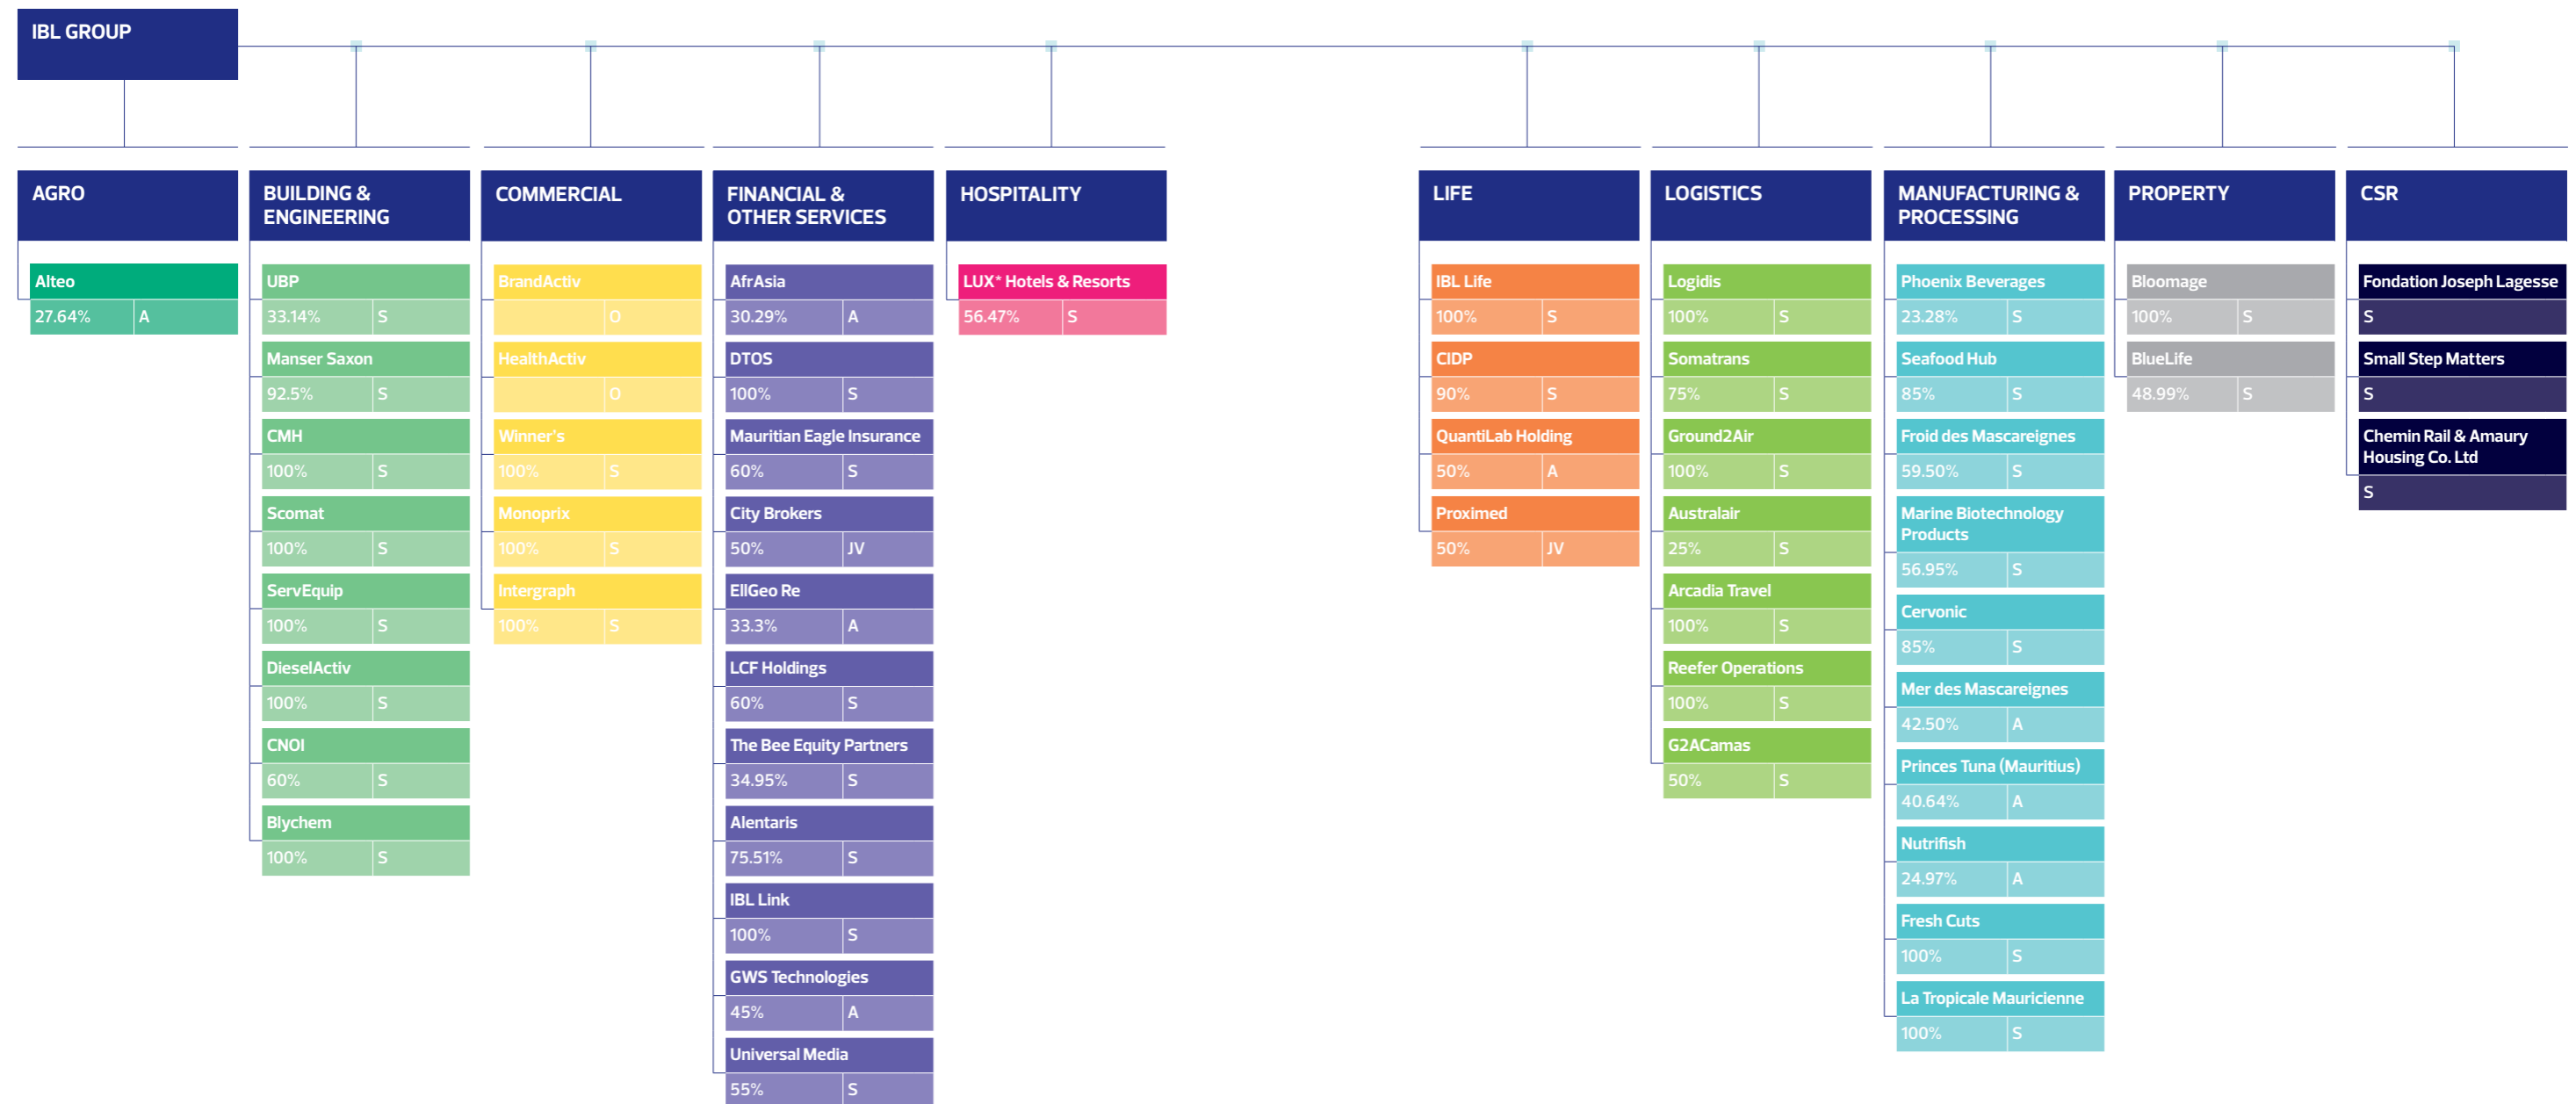 IBL GROUP
AGRO
Alteo
27.64% A
BUILDING &
ENGINEERING
UBP
33.14% S
Manser Saxon
92.5% S
CMH
100% S
Scomat
100% S
ServEquip
100% S
DieselActiv
100% S
CNOI
60% S
Blychem
100% S
COMMERCIAL
BrandActiv
O
HealthActiv
O
Winner's
100% S
Monoprix
100% S
Intergraph
100% S
FINANCIAL &
OTHER SERVICES
AfrAsia
30.29% A
DTOS
100% S
Mauritian Eagle Insurance
60% S
City Brokers
50% JV
EllGeo Re
33.3% A
LCF Holdings
60% S
The Bee Equity Partners
34.95% S
Alentaris
75.51% S
IBL Link
100% S
GWS Technologies
45% A
Universal Media
55% S
HOSPITALITY
LUX* Hotels & Resorts
56.47% S
LIFE
IBL Life
100% S
CIDP
90% S
QuantiLab Holding
50% A
Proximed
50% JV
LOGISTICS
Logidis
100% S
Somatrans
75% S
Ground2Air
100% S
Australair
25% S
Arcadia Travel
100% S
Reefer Operations
100% S
G2ACamas
50% S
MANUFACTURING &
PROCESSING
Phoenix Beverages
23.28% S
Seafood Hub
85% S
Froid des Mascareignes
59.50% S
Marine Biotechnology
Products
56.95% S
Cervonic
85% S
Mer des Mascareignes
42.50% A
Princes Tuna (Mauritius)
40.64% A
Nutrifish
24.97% A
Fresh Cuts
100% S
La Tropicale Mauricienne
100% S
PROPERTY
Bloomage
100% S
BlueLife
48.99% S
CSR
Fondation Joseph Lagesse
S
Small Step Matters
S
Chemin Rail & Amaury
Housing Co. Ltd
S